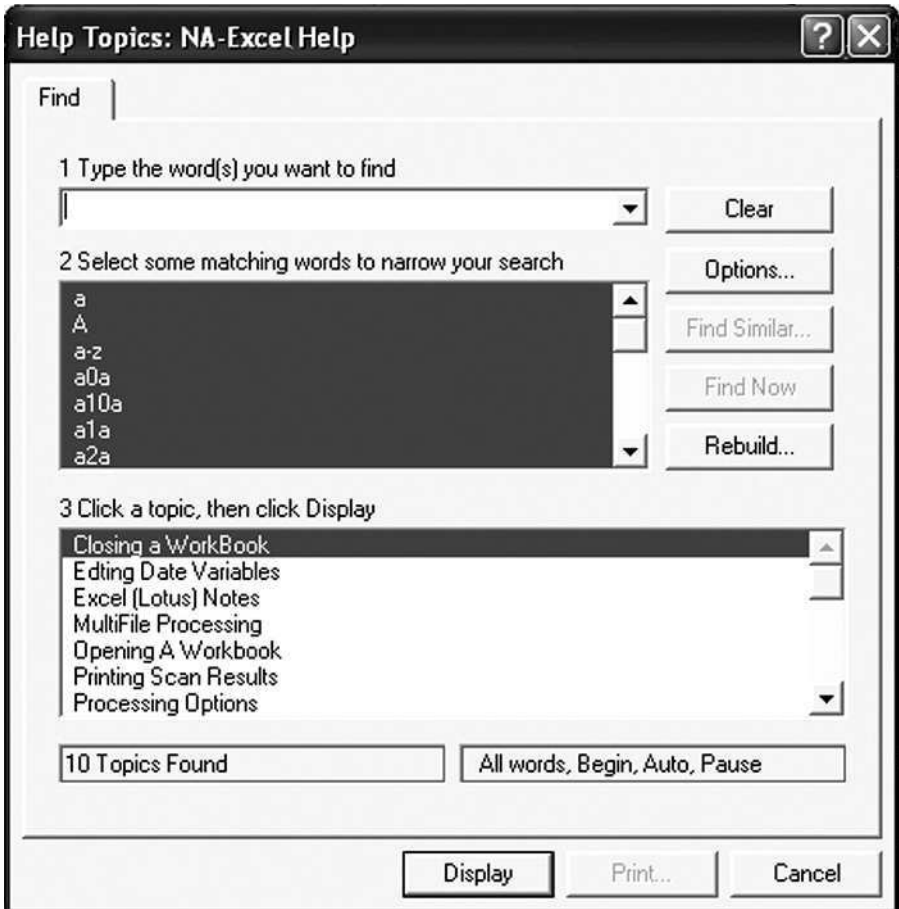 Help Topics: NA-Excel Help
Find
1 Type the word(s) you want to find
Clear
2 Select some matching words to narrow your search
Options...
a
A
a-z
a0a
a10a
a1a
a2a
Find Similar...
Find Now
Rebuild...
3 Click a topic, then click Display
Closing a WorkBook
Edting Date Variables
Excel (Lotus) Notes
MultiFile Processing
Opening A Workbook
Printing Scan Results
Processing Options
10 Topics Found
All words, Begin, Auto, Pause
Display
Print...
Cancel